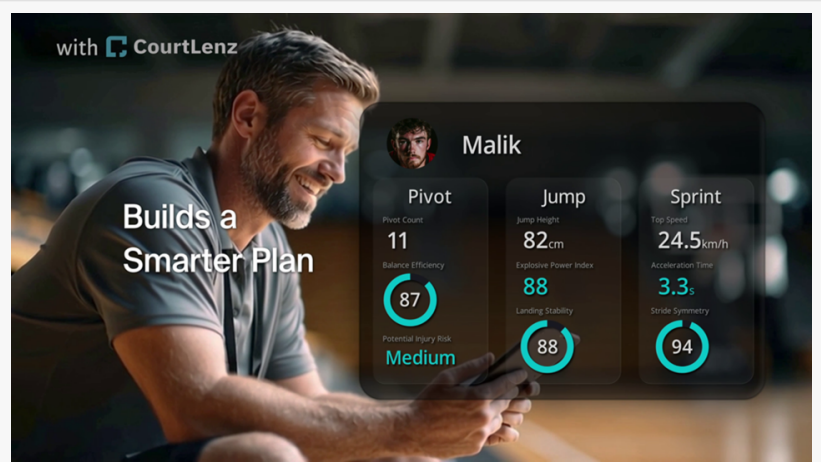 with CourtLenz
Builds a
Smarter Plan
Malik
Pivot
Pivot Count
11
Balance Efficiency
87
Potential Injury Risk
Medium
Jump
Jump Height
82cm
Explosive Power Index
88
Landing Stability
88
Sprint
Top Speed
24.5km/h
Acceleration Time
3.3s
Stride Symmetry
94